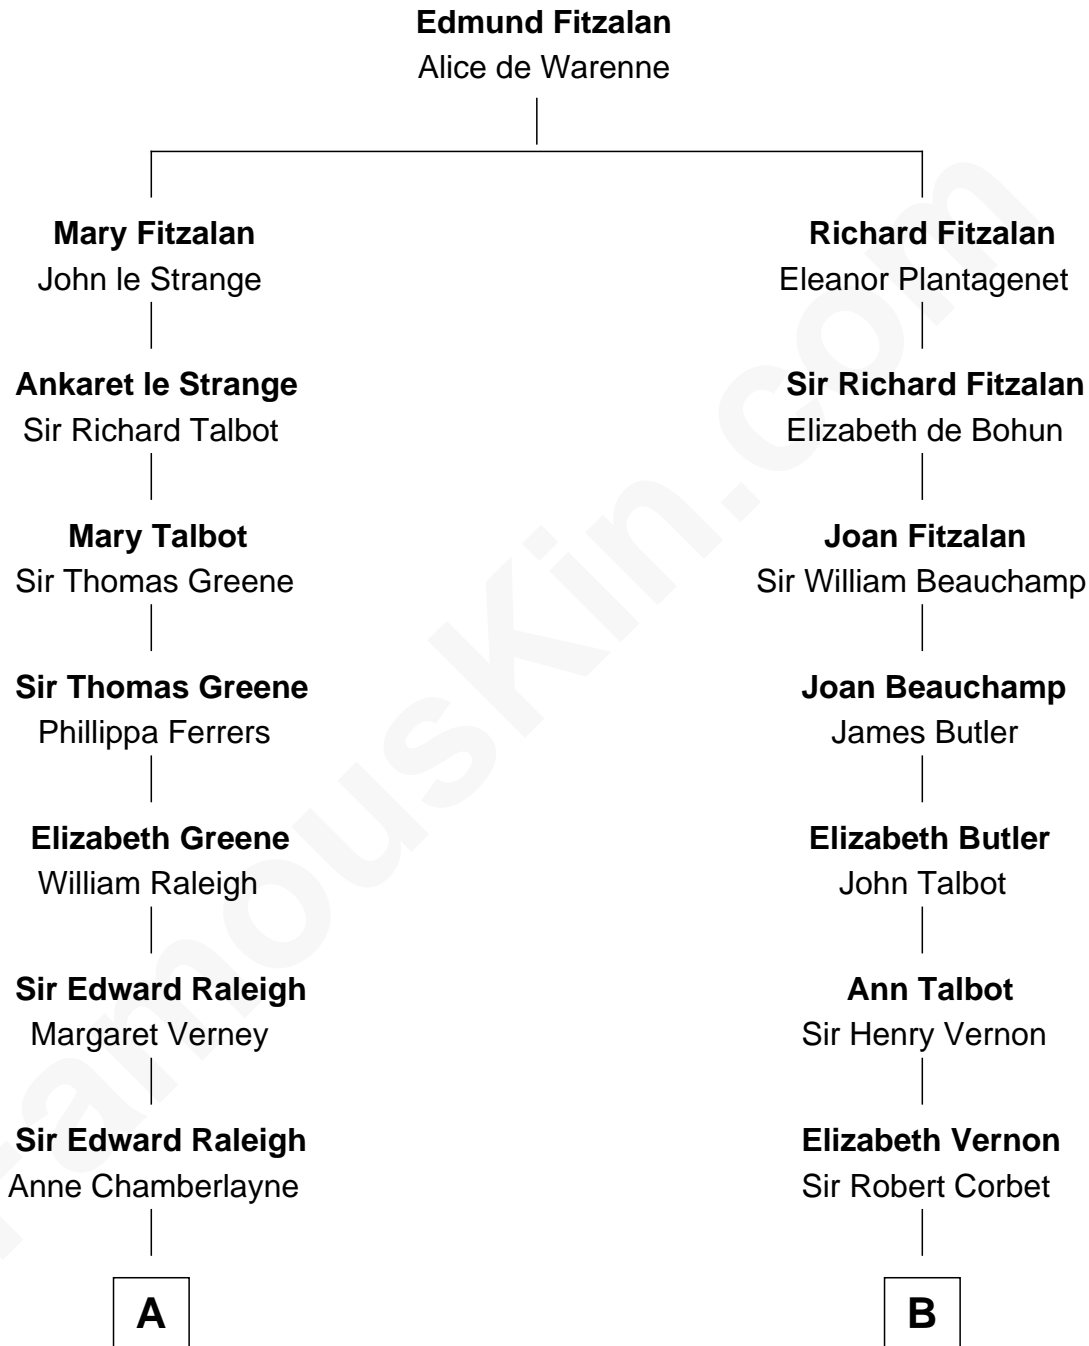 Edmund Fitzalan
Alice de Warenne
Mary Fitzalan
John le Strange
Richard Fitzalan
Eleanor Plantagenet
Ankaret le Strange
Sir Richard Talbot
Sir Richard Fitzalan
Elizabeth de Bohun
Mary Talbot
Sir Thomas Greene
Joan Fitzalan
Sir William Beauchamp
Sir Thomas Greene
Phillippa Ferrers
Joan Beauchamp
James Butler
Elizabeth Greene
William Raleigh
Elizabeth Butler
John Talbot
Sir Edward Raleigh
Margaret Verney
Ann Talbot
Sir Henry Vernon
Sir Edward Raleigh
Anne Chamberlayne
Elizabeth Vernon
Sir Robert Corbet
A
B
FamousKin.com